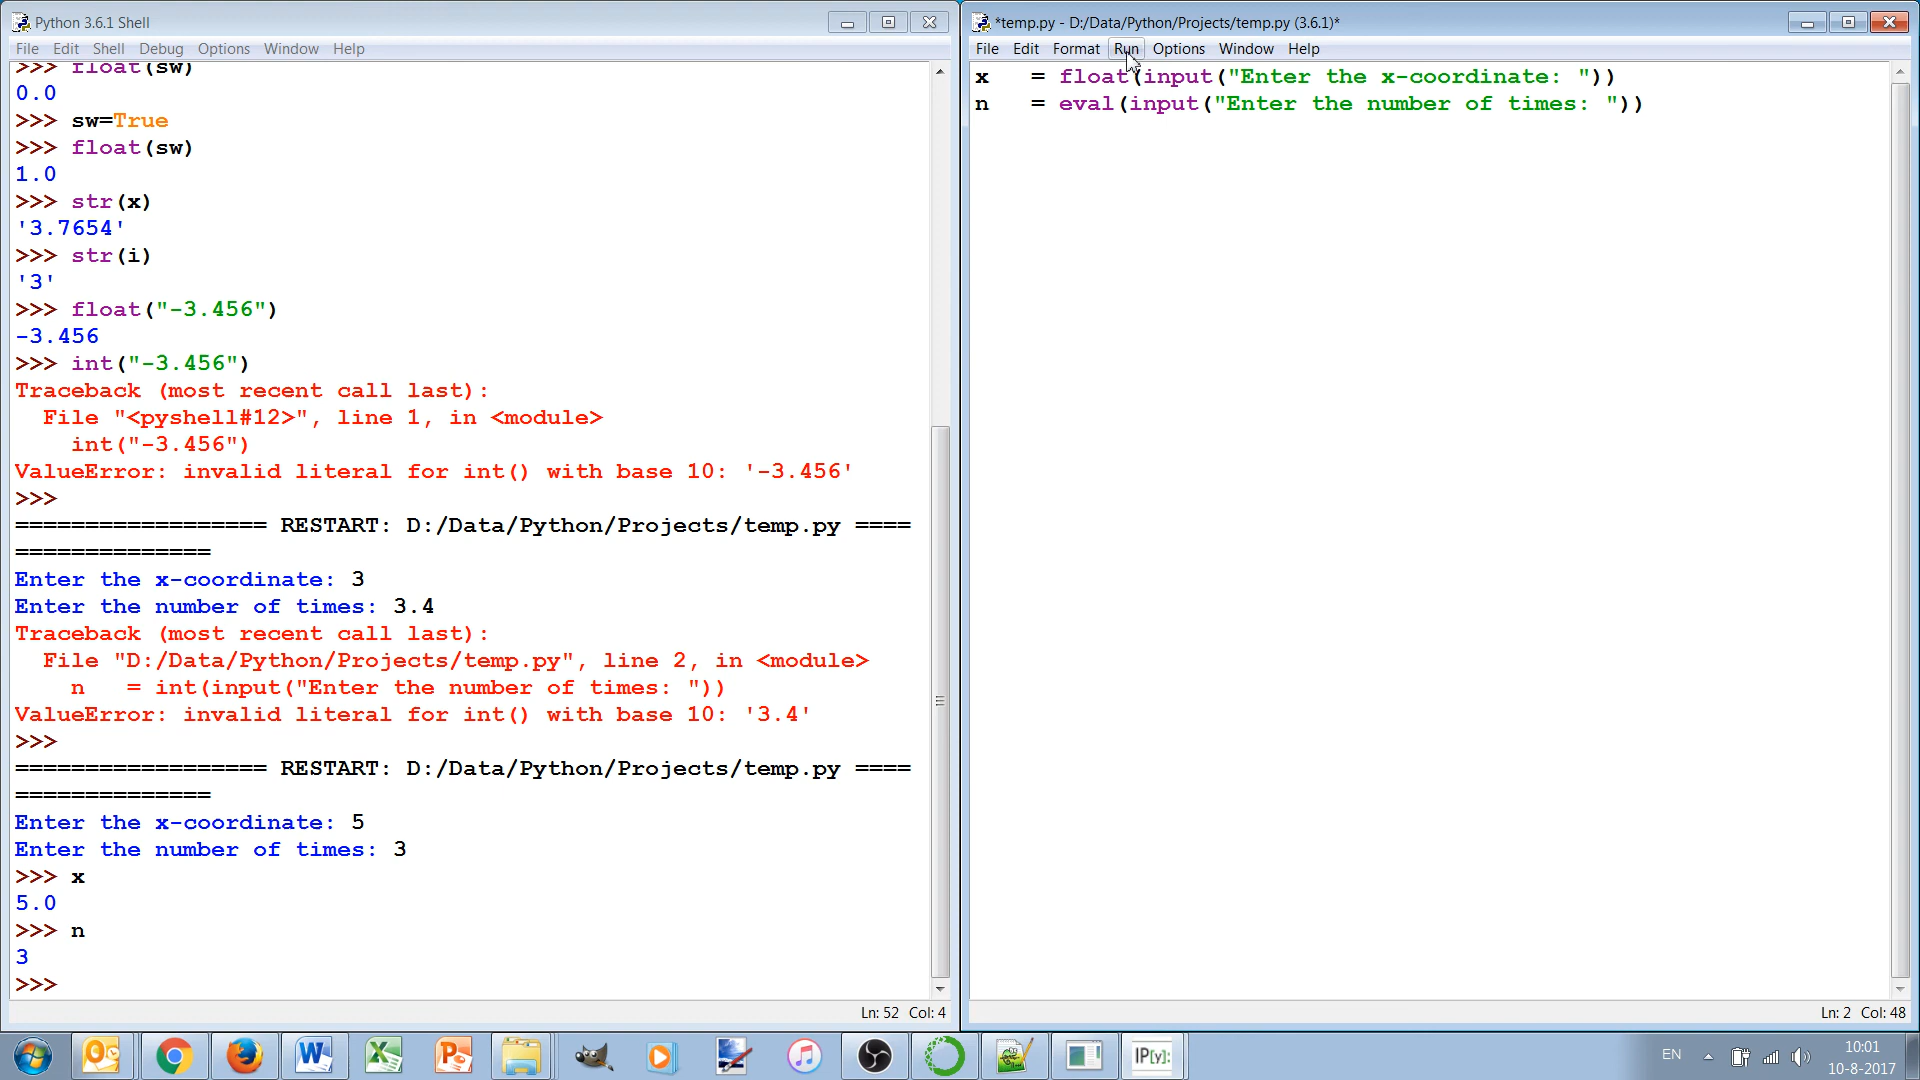 Python 3.6.1 Shell
File Edit Shell Debug Options Window Help
>>> float(sw)
0.0
>>> sw=True
>>> float(sw)
1.0
>>> str(x)
'3.7654'
>>> str(i)
'3'
>>> float("-3.456")
-3.456
>>> int("-3.456")
Traceback (most recent call last):
  File "<pyshell#12>", line 1, in <module>
    int("-3.456")
ValueError: invalid literal for int() with base 10: '-3.456'
>>>
================== RESTART: D:/Data/Python/Projects/temp.py ====
==============
Enter the x-coordinate: 3
Enter the number of times: 3.4
Traceback (most recent call last):
  File "D:/Data/Python/Projects/temp.py", line 2, in <module>
    n   = int(input("Enter the number of times: "))
ValueError: invalid literal for int() with base 10: '3.4'
>>>
================== RESTART: D:/Data/Python/Projects/temp.py ====
==============
Enter the x-coordinate: 5
Enter the number of times: 3
>>> x
5.0
>>> n
3
>>>
Ln: 52 Col: 4
*temp.py - D:/Data/Python/Projects/temp.py (3.6.1)*
File Edit Format Run Options Window Help
x   = float(input("Enter the x-coordinate: "))
n   = eval(input("Enter the number of times: "))
Ln: 2 Col: 48
IP[y]:
EN
10:01
10-8-2017